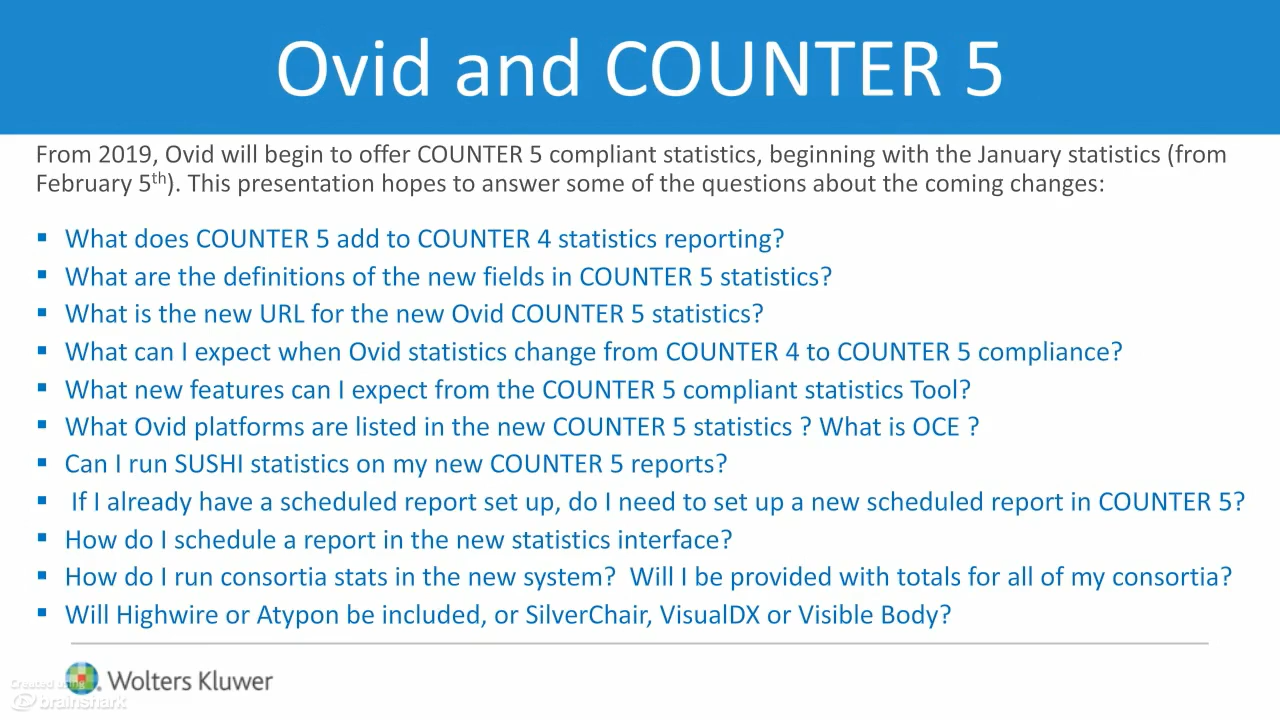 Ovid and COUNTER 5
From 2019, Ovid will begin to offer COUNTER 5 compliant statistics, beginning with the January statistics (from
February 5th). This presentation hopes to answer some of the questions about the coming changes:
▪ What does COUNTER 5 add to COUNTER 4 statistics reporting?
▪ What are the definitions of the new fields in COUNTER 5 statistics?
▪ What is the new URL for the new Ovid COUNTER 5 statistics?
▪ What can I expect when Ovid statistics change from COUNTER 4 to COUNTER 5 compliance?
▪ What new features can I expect from the COUNTER 5 compliant statistics Tool?
▪ What Ovid platforms are listed in the new COUNTER 5 statistics ? What is OCE ?
▪ Can I run SUSHI statistics on my new COUNTER 5 reports?
▪ If I already have a scheduled report set up, do I need to set up a new scheduled report in COUNTER 5?
▪ How do I schedule a report in the new statistics interface?
▪ How do I run consortia stats in the new system? Will I be provided with totals for all of my consortia?
▪ Will Highwire or Atypon be included, or SilverChair, VisualDX or Visible Body?
Wolters Kluwer
Created using
brainshark